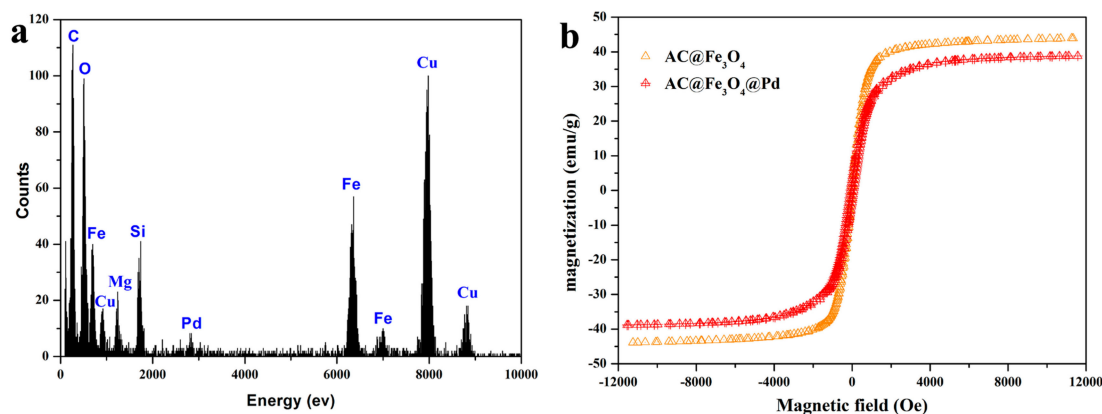 a
120
100
80
60
40
20
0
Counts
C
O
Fe
Cu
Mg
Si
Pd
Fe
Fe
Cu
Cu
0 2000 4000 6000 8000 10000
Energy (ev)
b
50
40
30
20
10
0
-10
-20
-30
-40
-50
magnetization (emu/g)
AC@Fe₃O₄
AC@Fe₃O₄@Pd
-12000 -8000 -4000 0 4000 8000 12000
Magnetic field (Oe)